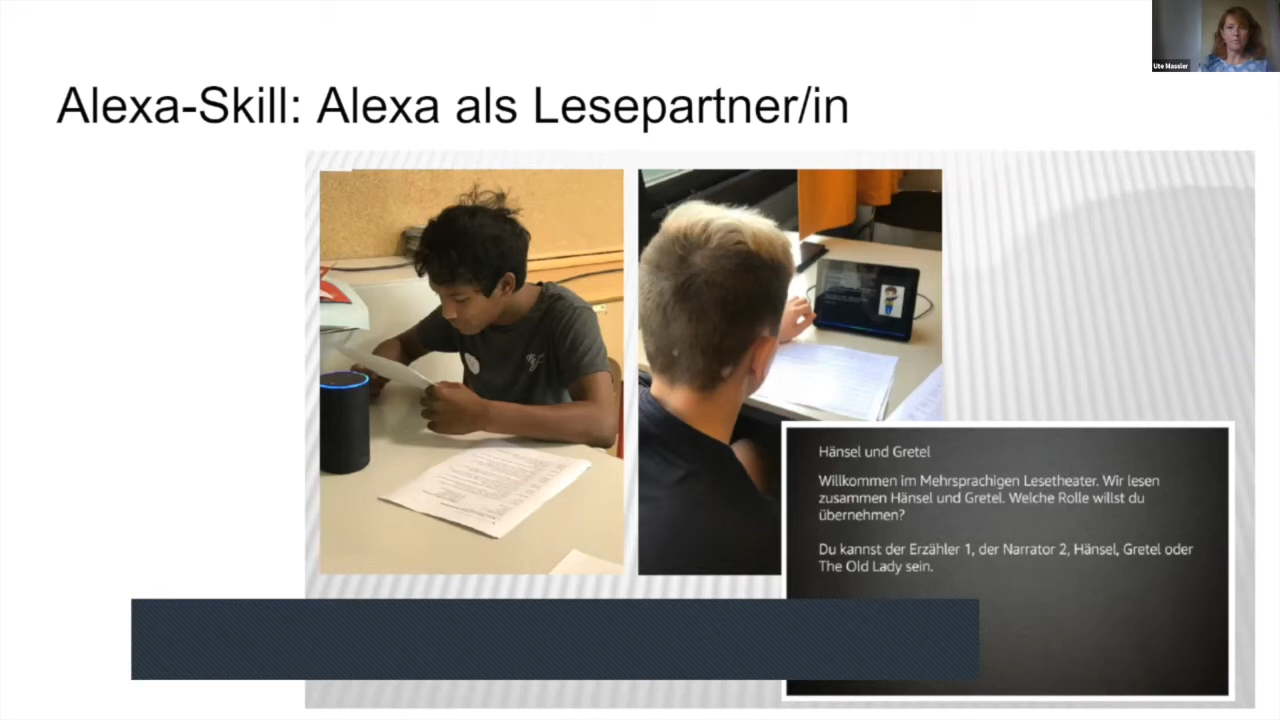 Ute Massler
Alexa-Skill: Alexa als Lesepartner/in
Hänsel und Gretel
Willkommen im Mehrsprachigen Lesetheater. Wir lesen
zusammen Hänsel und Gretel. Welche Rolle willst du
übernehmen?
Du kannst der Erzähler 1, der Narrator 2, Hänsel, Gretel oder
The Old Lady sein.